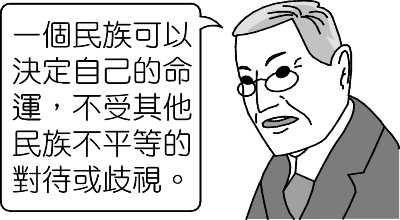 一個民族可以
決定自己的命
運，不受其他
民族不平等的
對待或歧視。